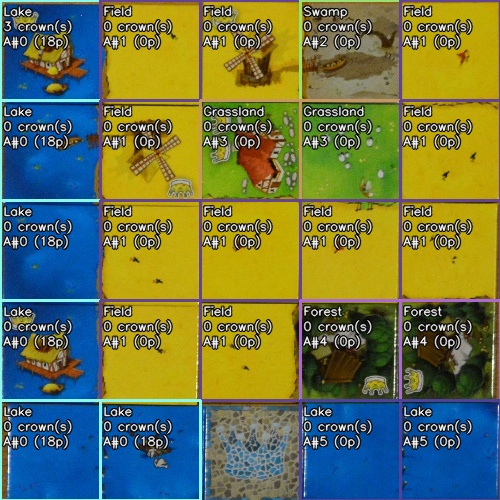 Lake
3 crown(s)
A#0 (18p)
Field
0 crown(s)
A#1 (0p)
Field
0 crown(s)
A#1 (0p)
Swamp
0 crown(s)
A#2 (0p)
Field
0 crown(s)
A#1 (0p)
Lake
0 crown(s)
A#0 (18p)
Field
0 crown(s)
A#1 (0p)
Grassland
0 crown(s)
A#3 (0p)
Grassland
0 crown(s)
A#3 (0p)
Field
0 crown(s)
A#1 (0p)
Lake
0 crown(s)
A#0 (18p)
Field
0 crown(s)
A#1 (0p)
Field
0 crown(s)
A#1 (0p)
Field
0 crown(s)
A#1 (0p)
Field
0 crown(s)
A#1 (0p)
Lake
0 crown(s)
A#0 (18p)
Field
0 crown(s)
A#1 (0p)
Field
0 crown(s)
A#1 (0p)
Forest
0 crown(s)
A#4 (0p)
Forest
0 crown(s)
A#4 (0p)
Lake
0 crown(s)
A#0 (18p)
Lake
0 crown(s)
A#0 (18p)
Lake
0 crown(s)
A#5 (0p)
Lake
0 crown(s)
A#5 (0p)